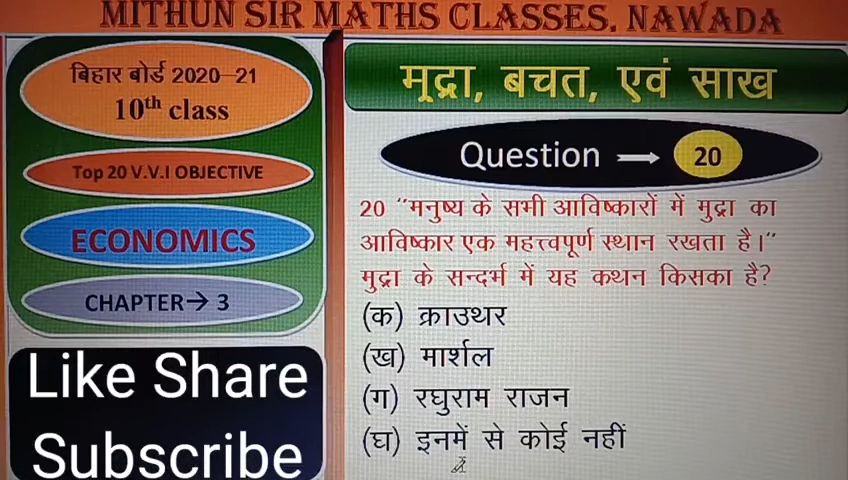 MITHUN SIR MATHS CLASSES, NAWADA
बिहार बोर्ड 2020–21
10th class
Top 20 V.V.I OBJECTIVE
ECONOMICS
CHAPTER→ 3
Like Share
Subscribe
मुद्रा, बचत, एवं साख
Question → 20
20 “मनुष्य के सभी आविष्कारों में मुद्रा का
आविष्कार एक महत्त्वपूर्ण स्थान रखता है।”
मुद्रा के सन्दर्भ में यह कथन किसका है?
(क) क्राउथर
(ख) मार्शल
(ग) रघुराम राजन
(घ) इनमें से कोई नहीं